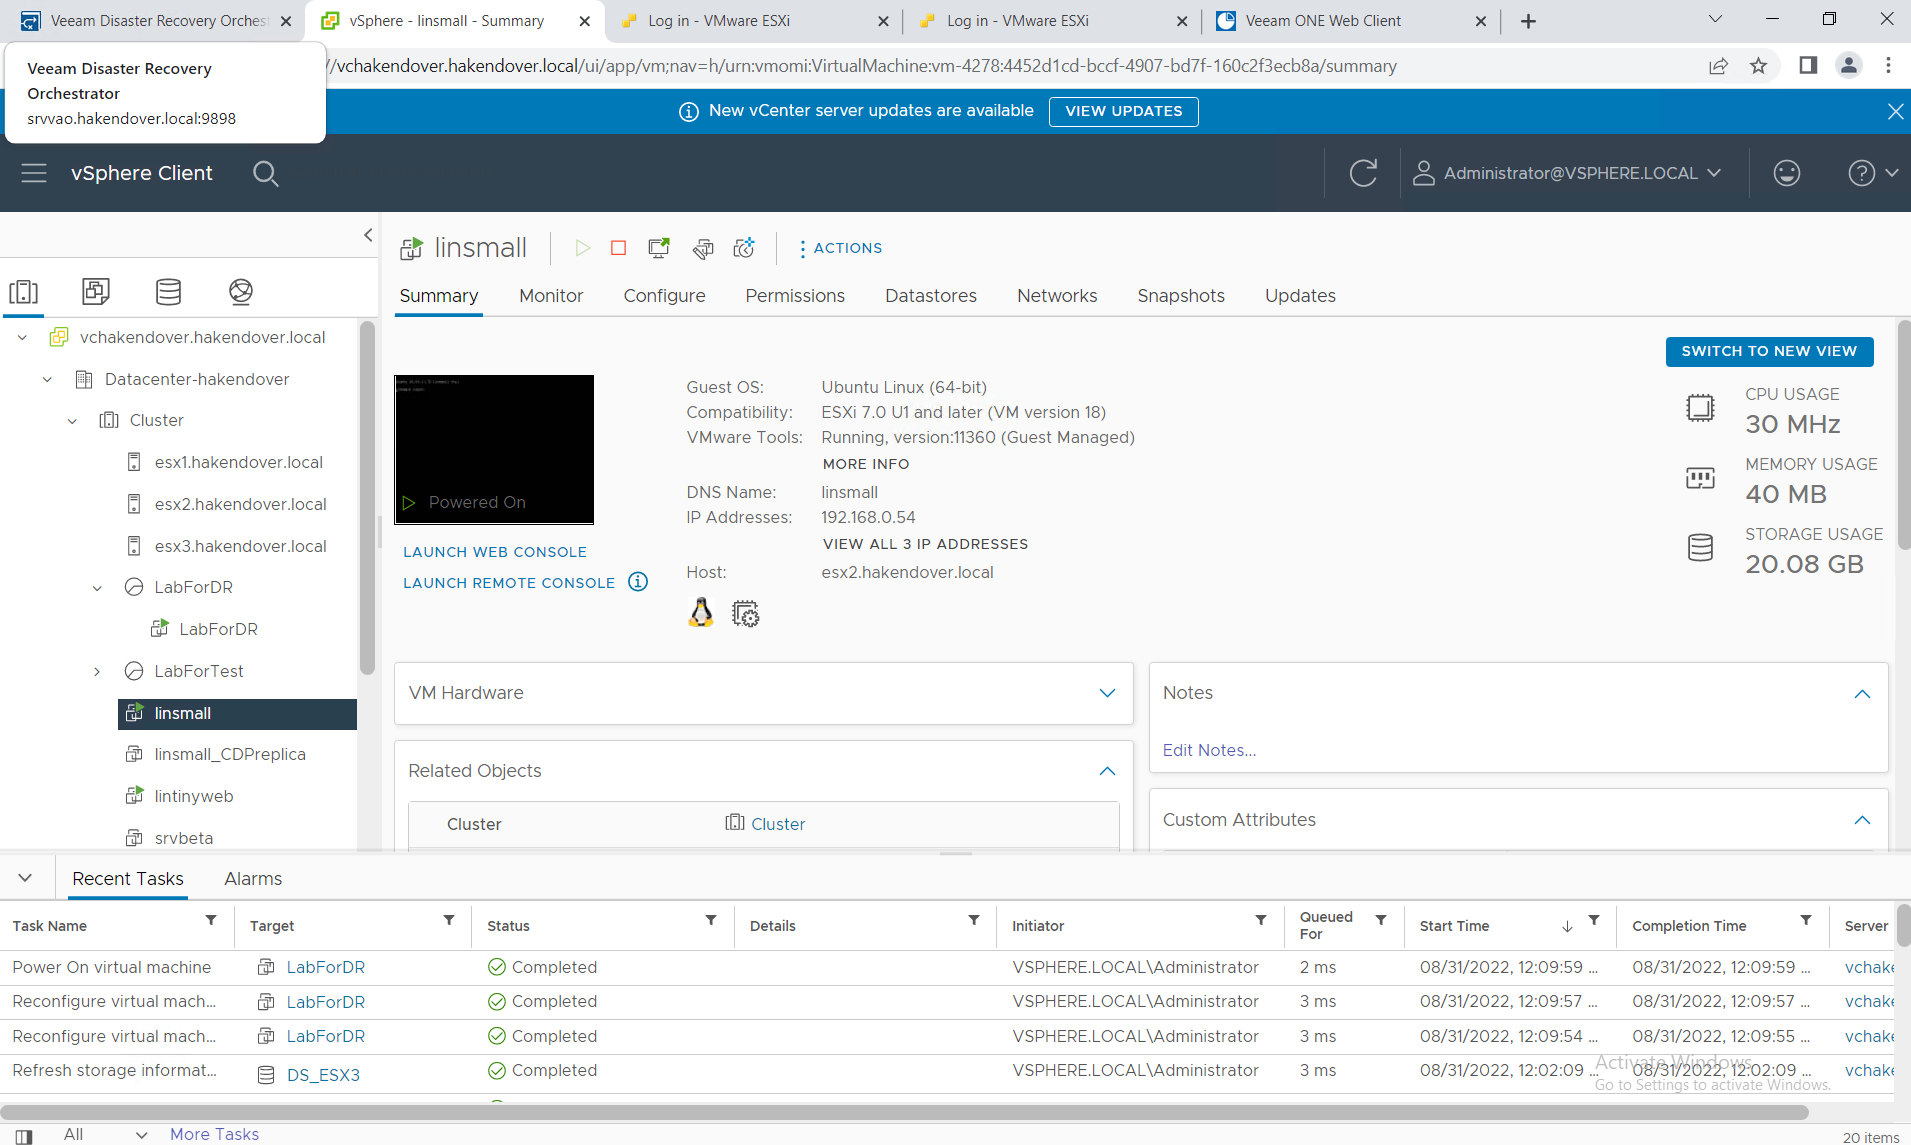 Veeam Disaster Recovery Orches
vSphere - linsmall - Summary
Log in - VMware ESXi
Log in - VMware ESXi
Veeam ONE Web Client
Veeam Disaster Recovery
Orchestrator
srvvao.hakendover.local:9898
//vchakendover.hakendover.local/ui/app/vm;nav=h/urn:vmomi:VirtualMachine:vm-4278:4452d1cd-bccf-4907-bd7f-160c2f3ecb8a/summary
New vCenter server updates are available
VIEW UPDATES
vSphere Client
Administrator@VSPHERE.LOCAL
linsmall
ACTIONS
Summary
Monitor
Configure
Permissions
Datastores
Networks
Snapshots
Updates
vchakendover.hakendover.local
Datacenter-hakendover
Cluster
esx1.hakendover.local
esx2.hakendover.local
esx3.hakendover.local
LabForDR
LabForDR
LabForTest
linsmall
linsmall_CDPreplica
lintinyweb
srvbeta
Powered On
LAUNCH WEB CONSOLE
LAUNCH REMOTE CONSOLE
Guest OS: Ubuntu Linux (64-bit)
Compatibility: ESXi 7.0 U1 and later (VM version 18)
VMware Tools: Running, version:11360 (Guest Managed)
MORE INFO
DNS Name: linsmall
IP Addresses: 192.168.0.54
VIEW ALL 3 IP ADDRESSES
Host: esx2.hakendover.local
SWITCH TO NEW VIEW
CPU USAGE
30 MHz
MEMORY USAGE
40 MB
STORAGE USAGE
20.08 GB
VM Hardware
Related Objects
Cluster Cluster
Notes
Edit Notes...
Custom Attributes
Recent Tasks
Alarms
Task Name Target Status Details Initiator Queued For Start Time Completion Time Server
Power On virtual machine LabForDR Completed VSPHERE.LOCAL\Administrator 2 ms 08/31/2022, 12:09:59 ... 08/31/2022, 12:09:59 ... vchake
Reconfigure virtual mach... LabForDR Completed VSPHERE.LOCAL\Administrator 3 ms 08/31/2022, 12:09:57 ... 08/31/2022, 12:09:57 ... vchake
Reconfigure virtual mach... LabForDR Completed VSPHERE.LOCAL\Administrator 3 ms 08/31/2022, 12:09:54 ... 08/31/2022, 12:09:55 ... vchake
Refresh storage informat... DS_ESX3 Completed VSPHERE.LOCAL\Administrator 3 ms 08/31/2022, 12:02:09 ... 08/31/2022, 12:02:09 ... vchake
Activate Windows
Go to Settings to activate Windows.
All
More Tasks
20 items